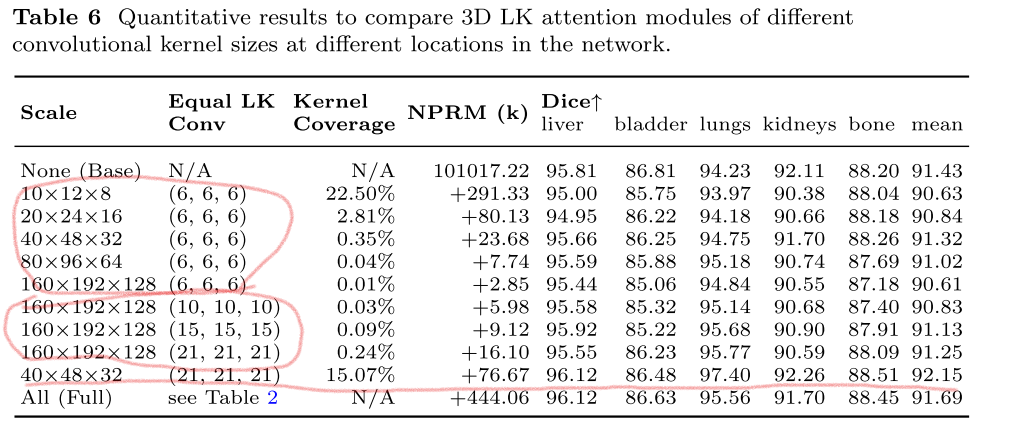 Table 6 Quantitative results to compare 3D LK attention modules of different
convolutional kernel sizes at different locations in the network.
Scale Equal LK Conv Kernel Coverage NPRM (k) Dice↑ liver bladder lungs kidneys bone mean
None (Base) N/A N/A 101017.22 95.81 86.81 94.23 92.11 88.20 91.43
10×12×8 (6, 6, 6) 22.50% +291.33 95.00 85.75 93.97 90.38 88.04 90.63
20×24×16 (6, 6, 6) 2.81% +80.13 94.95 86.22 94.18 90.66 88.18 90.84
40×48×32 (6, 6, 6) 0.35% +23.68 95.66 86.25 94.75 91.70 88.26 91.32
80×96×64 (6, 6, 6) 0.04% +7.74 95.59 85.88 95.18 90.74 87.69 91.02
160×192×128 (6, 6, 6) 0.01% +2.85 95.44 85.06 94.84 90.55 87.18 90.61
160×192×128 (10, 10, 10) 0.03% +5.98 95.58 85.32 95.14 90.68 87.40 90.83
160×192×128 (15, 15, 15) 0.09% +9.12 95.92 85.22 95.68 90.90 87.91 91.13
160×192×128 (21, 21, 21) 0.24% +16.10 95.55 86.23 95.77 90.59 88.09 91.25
40×48×32 (21, 21, 21) 15.07% +76.67 96.12 86.48 97.40 92.26 88.51 92.15
All (Full) see Table 2 N/A +444.06 96.12 86.63 95.56 91.70 88.45 91.69